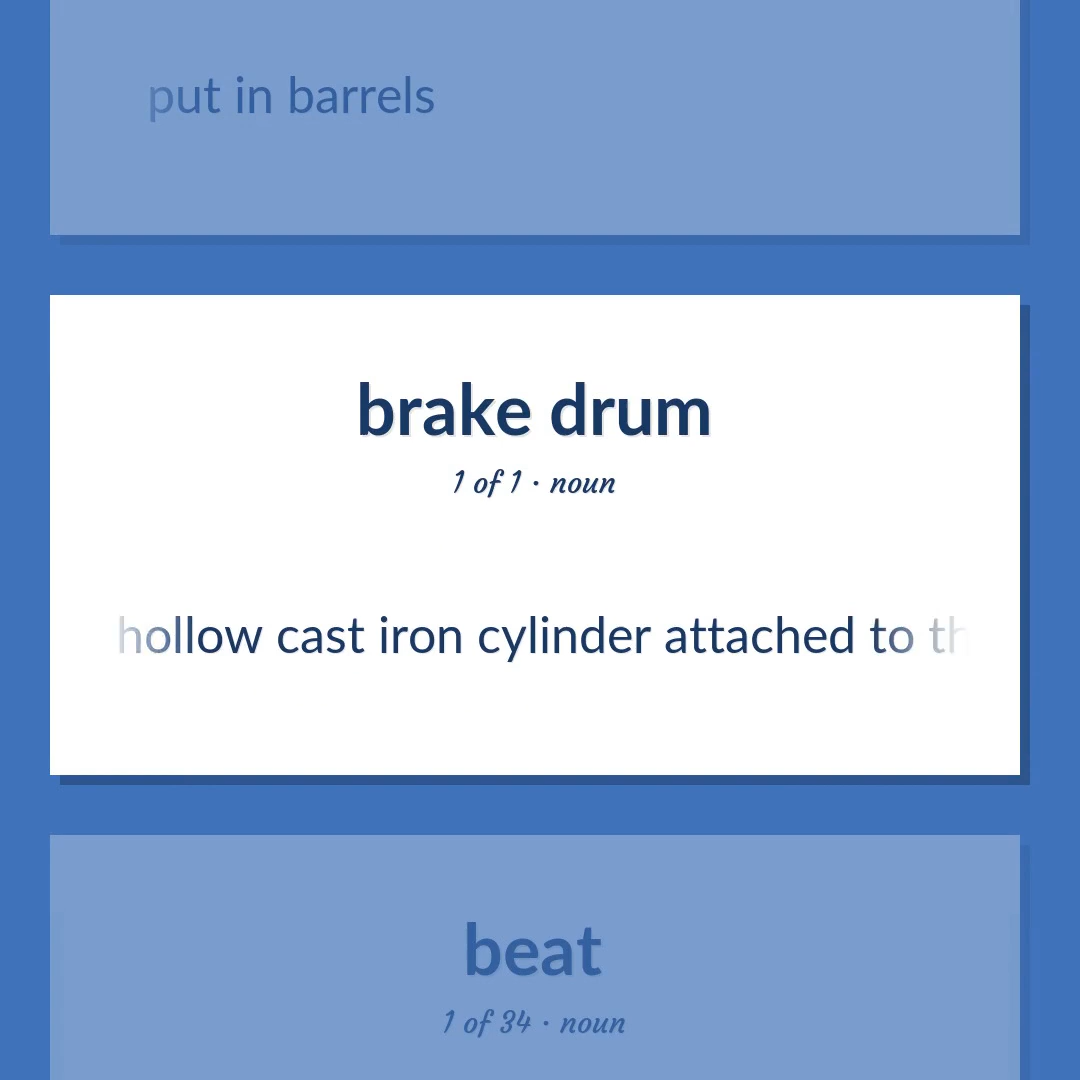 put in barrels
brake drum
1 of 1 · noun
hollow cast iron cylinder attached to th
beat
1 of 34 · noun